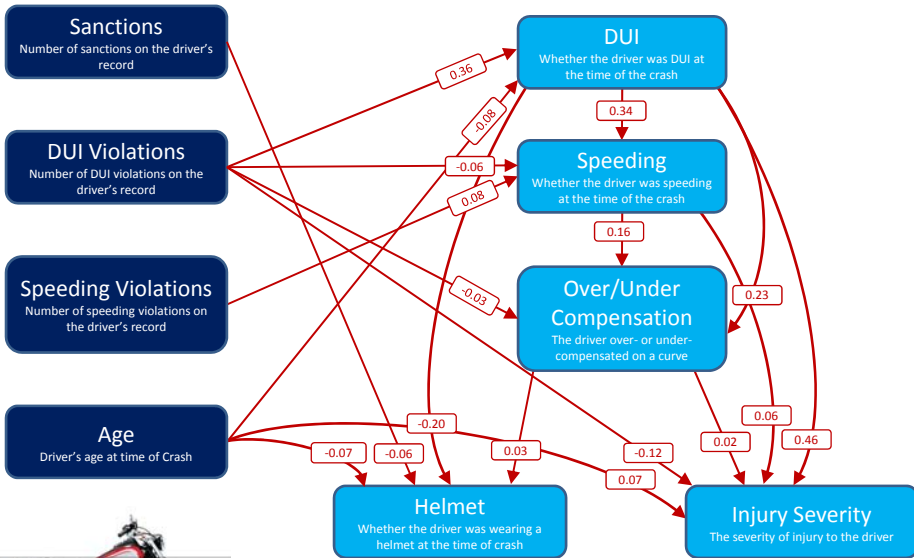 Sanctions
Number of sanctions on the driver's
record
DUI
Whether the driver was DUI at
the time of the crash
0.36
-0.08
0.34
DUI Violations
Number of DUI violations on the
driver's record
-0.06
0.08
Speeding
Whether the driver was speeding
at the time of the crash
0.16
Speeding Violations
Number of speeding violations on
the driver's record
-0.03
Over/Under
Compensation
The driver over- or under-
compensated on a curve
0.23
Age
Driver's age at time of Crash
-0.07
-0.20
-0.06
0.03
-0.12
0.07
0.02
0.06
0.46
Helmet
Whether the driver was wearing a
helmet at the time of crash
Injury Severity
The severity of injury to the driver